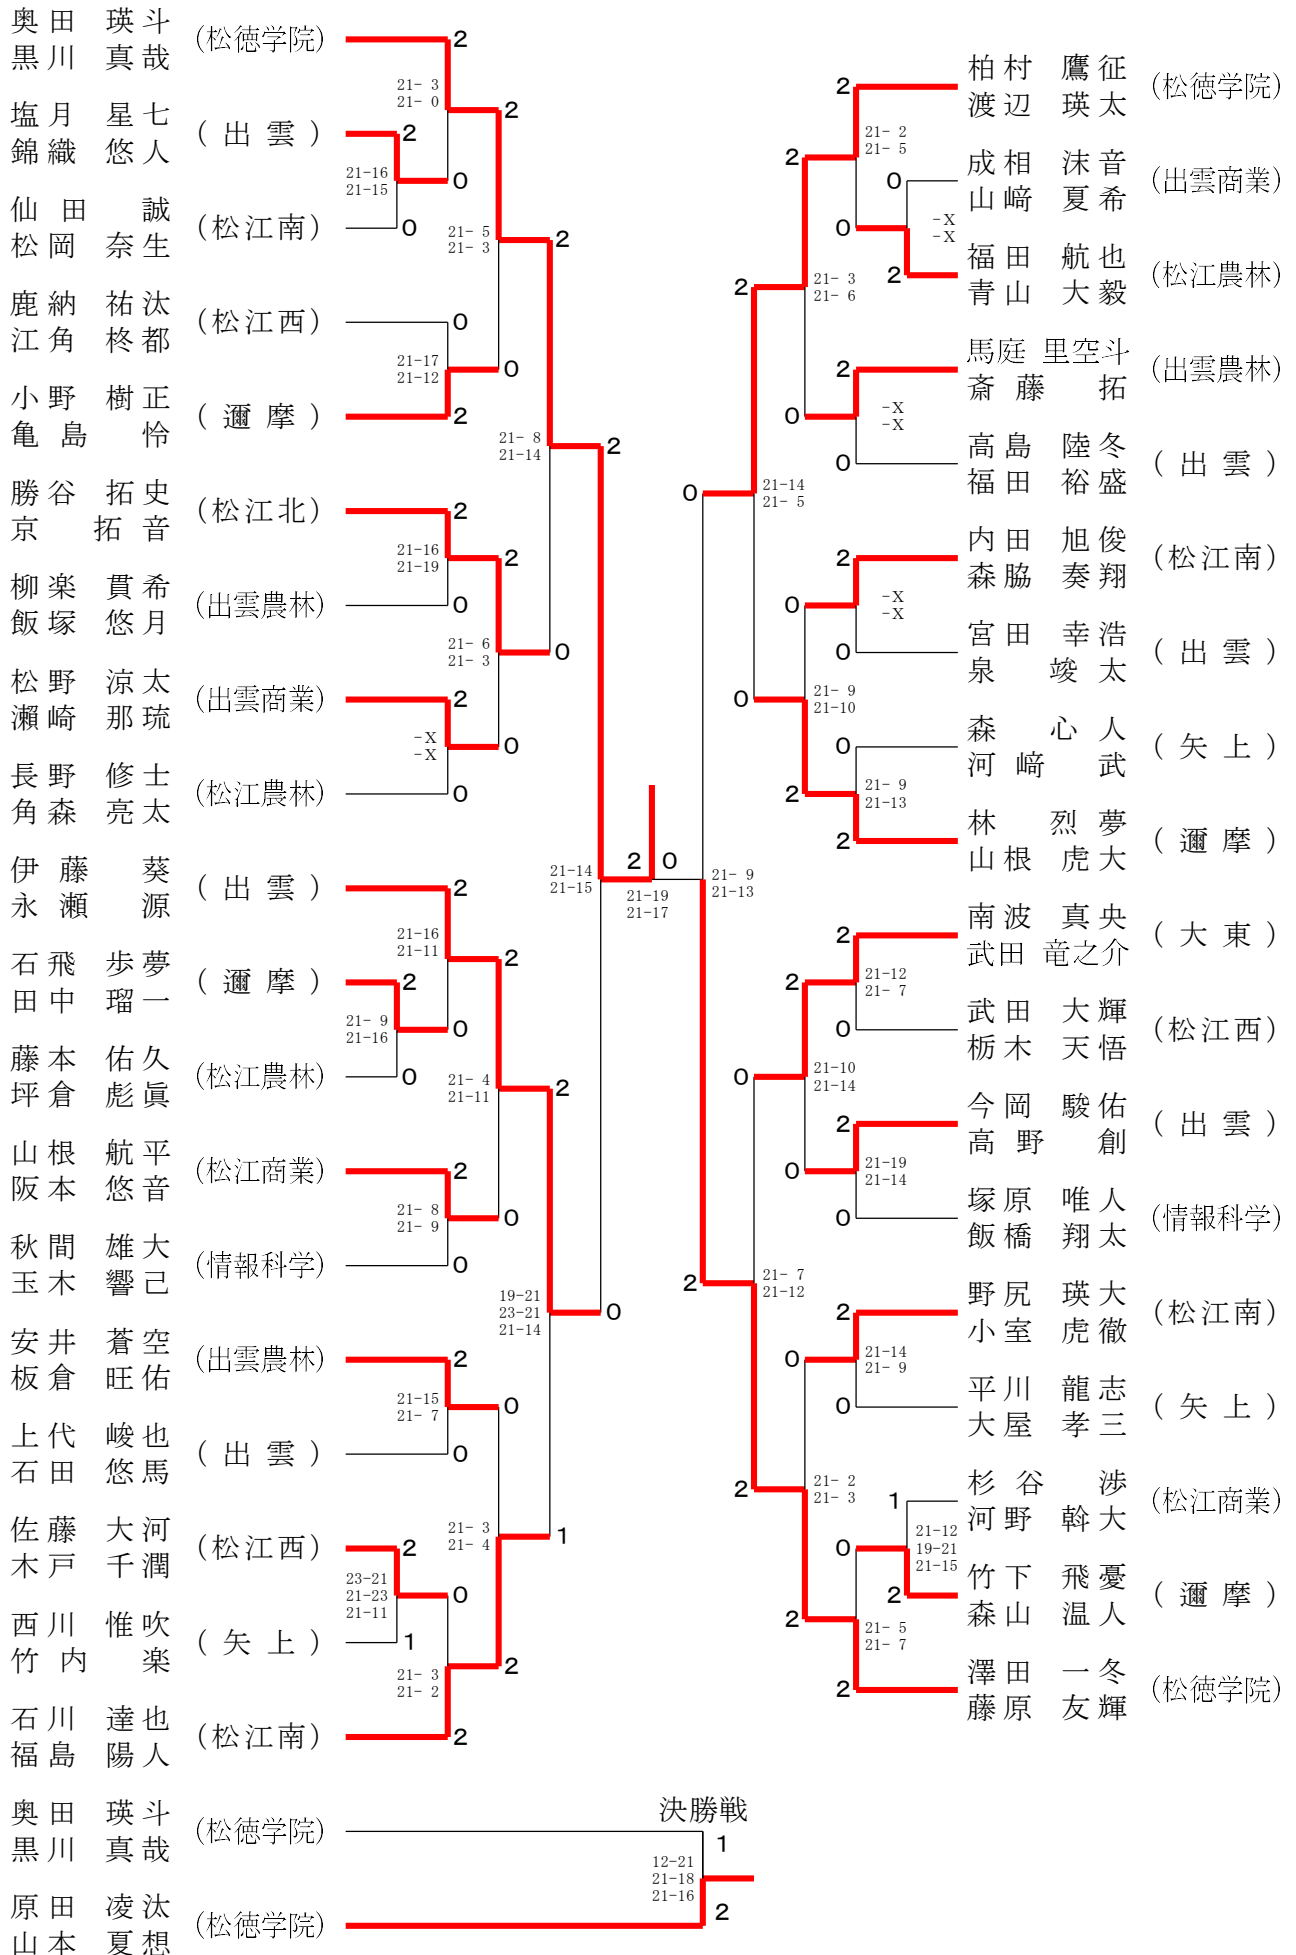 奥田 瑛斗
黒川 真哉
(松徳学院)
塩月 星七
錦織 悠人
(出雲)
仙田 誠
松岡 奈生
(松江南)
鹿納 祐汰
江角 柊都
(松江西)
小野 樹正
亀島 怜
(邇摩)
勝谷 拓史
京 拓音
(松江北)
柳楽 貫希
飯塚 悠月
(出雲農林)
松野 涼太
瀬崎 那琉
(出雲商業)
長野 修士
角森 亮太
(松江農林)
伊藤 葵
永瀬 源
(出雲)
石飛 歩夢
田中 瑠一
(邇摩)
藤本 佑久
坪倉 彪眞
(松江農林)
山根 航平
阪本 悠音
(松江商業)
秋間 雄大
玉木 響己
(情報科学)
安井 蒼空
板倉 旺佑
(出雲農林)
上代 峻也
石田 悠馬
(出雲)
佐藤 大河
木戸 千潤
(松江西)
西川 惟吹
竹内 楽
(矢上)
石川 達也
福島 陽人
(松江南)
2
21- 3
21- 0
2
2
21-16
21-15
0
0
21- 5
21- 3
2
0
21-17
21-12
0
2
21- 8
21-14
2
2
21-16
21-19
2
0
21- 6
21- 3
0
2
-X
-X
0
0
21-14
21-15
2
0
21-19
21-17
2
21-16
21-11
2
2
21- 9
21-16
0
0
21- 4
21-11
2
2
21- 8
21- 9
0
0
19-21
23-21
21-14
0
2
21-15
21- 7
0
0
21- 3
21- 4
1
2
23-21
21-23
21-11
0
1
21- 3
21- 2
2
2
柏村 鷹征
渡辺 瑛太
(松徳学院)
成相 沫音
山﨑 夏希
(出雲商業)
福田 航也
青山 大毅
(松江農林)
馬庭 里空斗
斎藤 拓
(出雲農林)
高島 陸冬
福田 裕盛
(出雲)
内田 旭俊
森脇 奏翔
(松江南)
宮田 幸浩
泉 竣太
(出雲)
森 心人
河﨑 武
(矢上)
林 烈夢
山根 虎大
(邇摩)
南波 真央
武田 竜之介
(大東)
武田 大輝
栃木 天悟
(松江西)
今岡 駿佑
高野 創
(出雲)
塚原 唯人
飯橋 翔太
(情報科学)
野尻 瑛大
小室 虎徹
(松江南)
平川 龍志
大屋 孝三
(矢上)
杉谷 渉
河野 幹大
(松江商業)
竹下 飛憂
森山 温人
(邇摩)
澤田 一冬
藤原 友輝
(松徳学院)
2
21- 2
21- 5
2
0
-X
-X
0
2
21- 3
21- 6
2
2
-X
-X
0
0
21-14
21- 5
0
2
-X
-X
0
0
21- 9
21-10
0
0
21- 9
21-13
2
2
21- 9
21-13
2
21-12
21- 7
2
0
21-10
21-14
0
2
21-19
21-14
0
0
21- 7
21-12
2
2
21-14
21- 9
0
0
21- 2
21- 3
2
1
21-12
19-21
21-15
0
2
21- 5
21- 7
2
2
決勝戦
奥田 瑛斗
黒川 真哉
(松徳学院)
1
12-21
21-18
21-16
2
原田 凌汰
山本 夏想
(松徳学院)